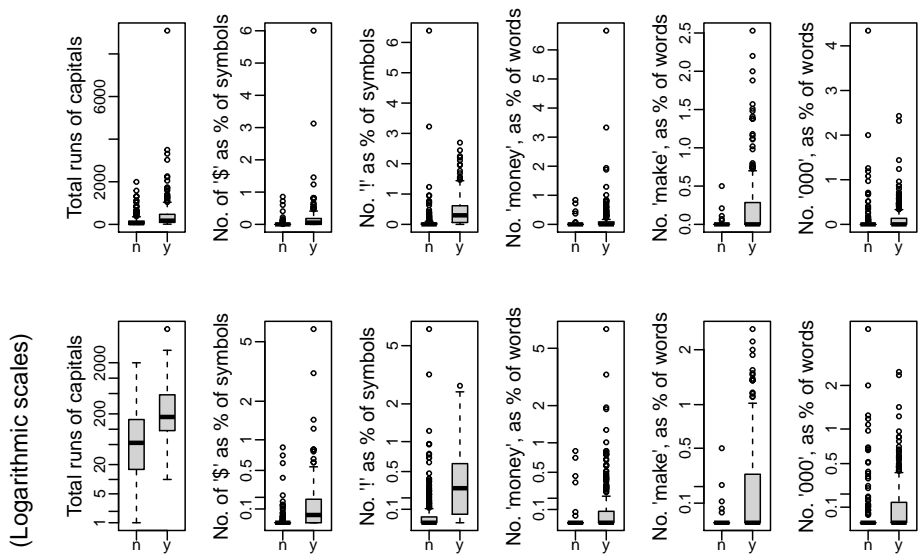 Total runs of capitals
0 2000 6000
n y
No. of '$' as % of symbols
0 1 2 3 4 5 6
n y
No. '!' as % of symbols
0 1 2 3 4 5 6
n y
No. 'money', as % of words
0 1 2 3 4 5 6
n y
No. 'make', as % of words
0.0 0.5 1.0 1.5 2.0 2.5
n y
No. '000', as % of words
0 1 2 3 4
n y
(Logarithmic scales)
Total runs of capitals
1 5 20 200 2000
n y
No. of '$' as % of symbols
0.1 0.5 1 2 5
n y
No. '!' as % of symbols
0.1 0.5 1 2 5
n y
No. 'money', as % of words
0.1 0.5 1 2 5
n y
No. 'make', as % of words
0.1 0.5 1 2
n y
No. '000', as % of words
0.1 0.5 1 2
n y